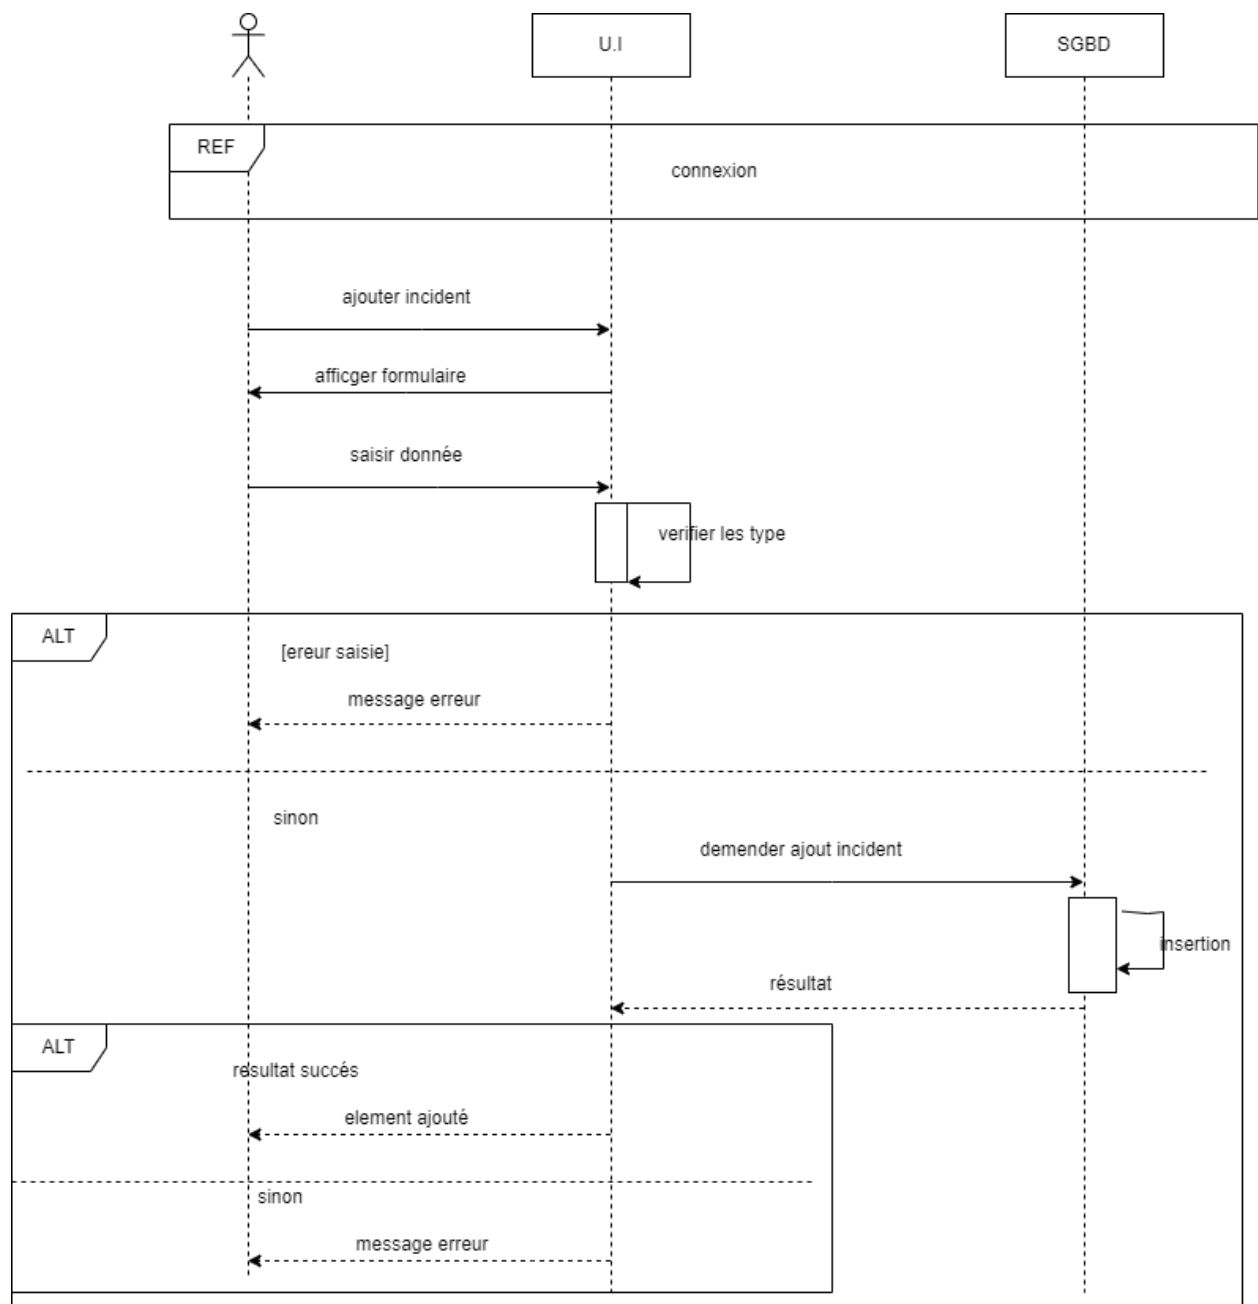 U.I
SGBD
REF
connexion
ajouter incident
afficger formulaire
saisir donnée
verifier les type
ALT
[ereur saisie]
message erreur
sinon
demender ajout incident
insertion
résultat
ALT
resultat succés
element ajouté
sinon
message erreur